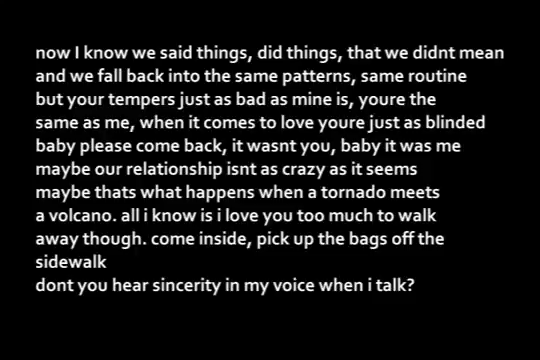 now I know we said things, did things, that we didnt mean
and we fall back into the same patterns, same routine
but your tempers just as bad as mine is, youre the
same as me, when it comes to love youre just as blinded
baby please come back, it wasnt you, baby it was me
maybe our relationship isnt as crazy as it seems
maybe thats what happens when a tornado meets
a volcano. all i know is i love you too much to walk
away though. come inside, pick up the bags off the
sidewalk
dont you hear sincerity in my voice when i talk?